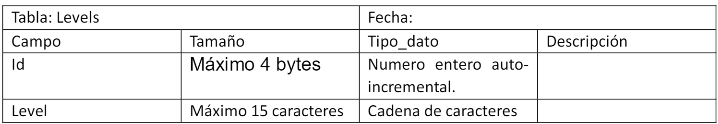 Tabla: Levels Fecha:
Campo Tamaño Tipo_dato Descripción
Id Máximo 4 bytes Numero entero auto-
incremental.
Level Máximo 15 caracteres Cadena de caracteres